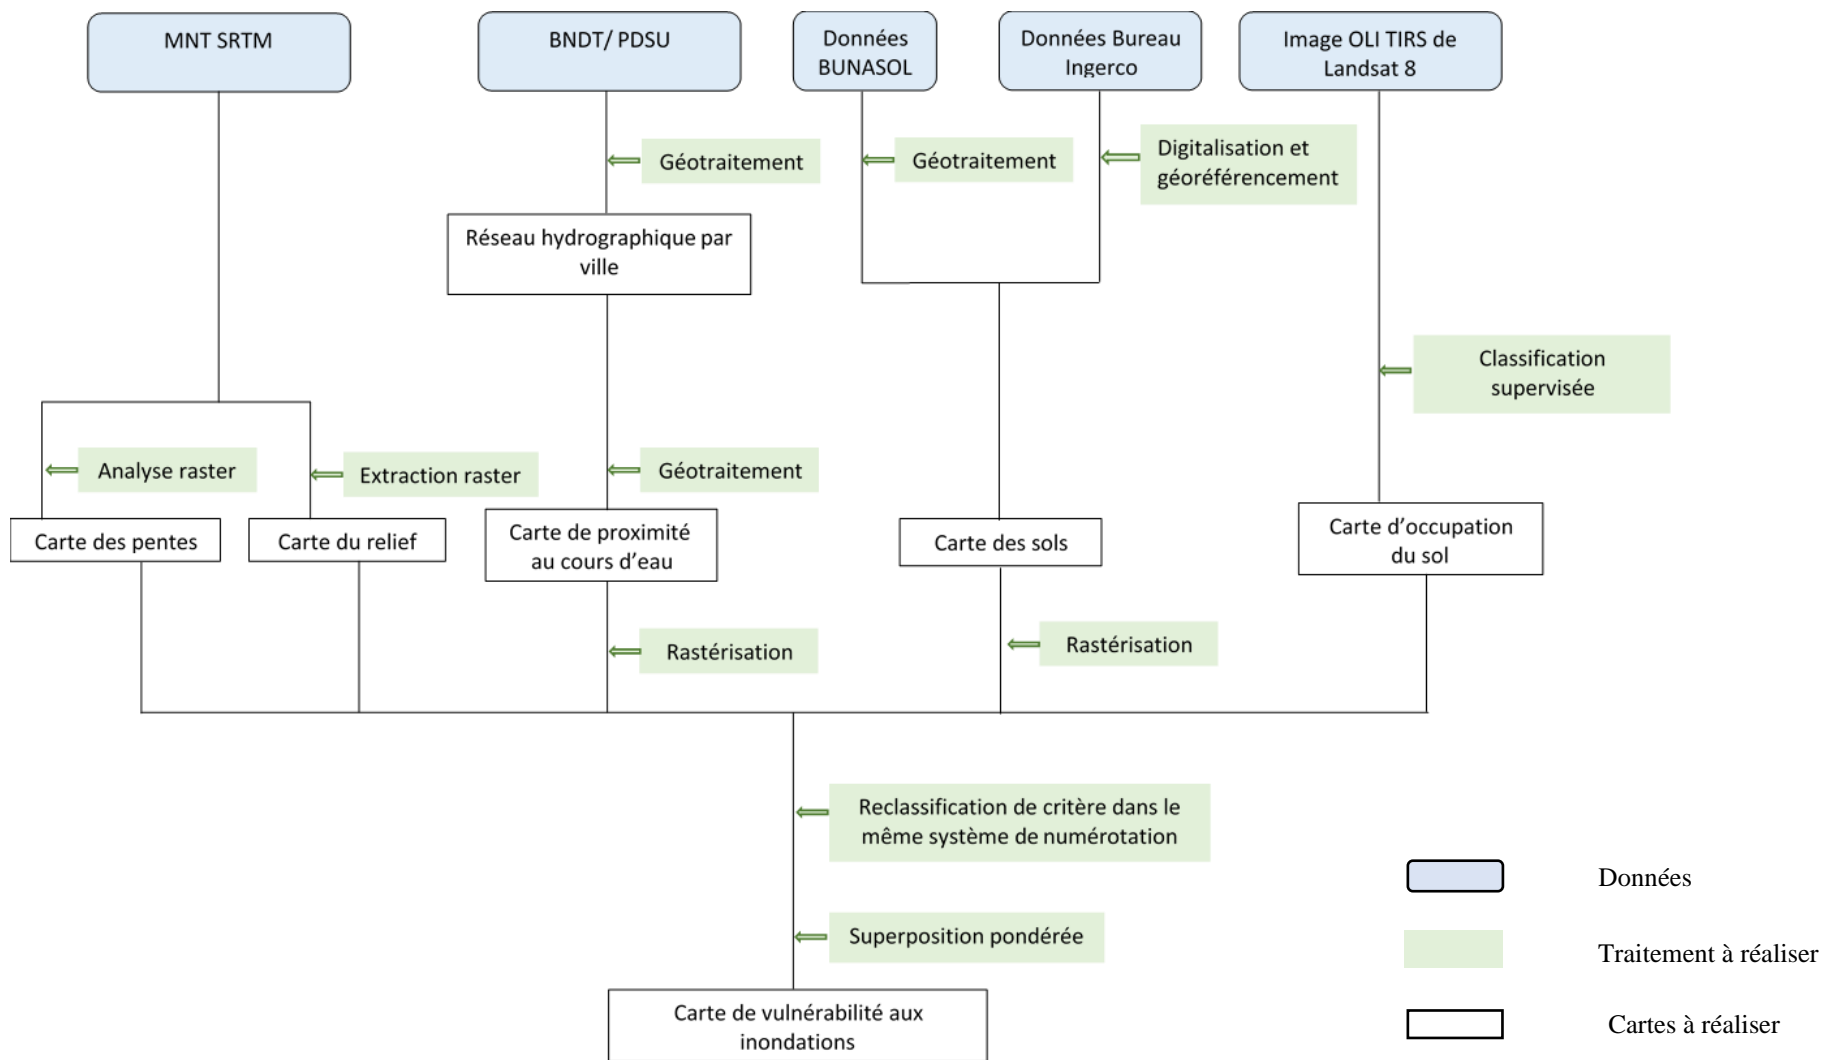 MNT SRTM
BNDT/ PDSU
Données
BUNASOL
Données Bureau
Ingerco
Image OLI TIRS de
Landsat 8
Géotraitement
Géotraitement
Digitalisation et
géoréférencement
Réseau hydrographique par
ville
Classification
supervisée
Analyse raster
Extraction raster
Géotraitement
Carte des pentes
Carte du relief
Carte de proximité
au cours d'eau
Carte des sols
Carte d'occupation
du sol
Rastérisation
Rastérisation
Reclassification de critère dans le
même système de numérotation
Superposition pondérée
Carte de vulnérabilité aux
inondations
Données
Traitement à réaliser
Cartes à réaliser